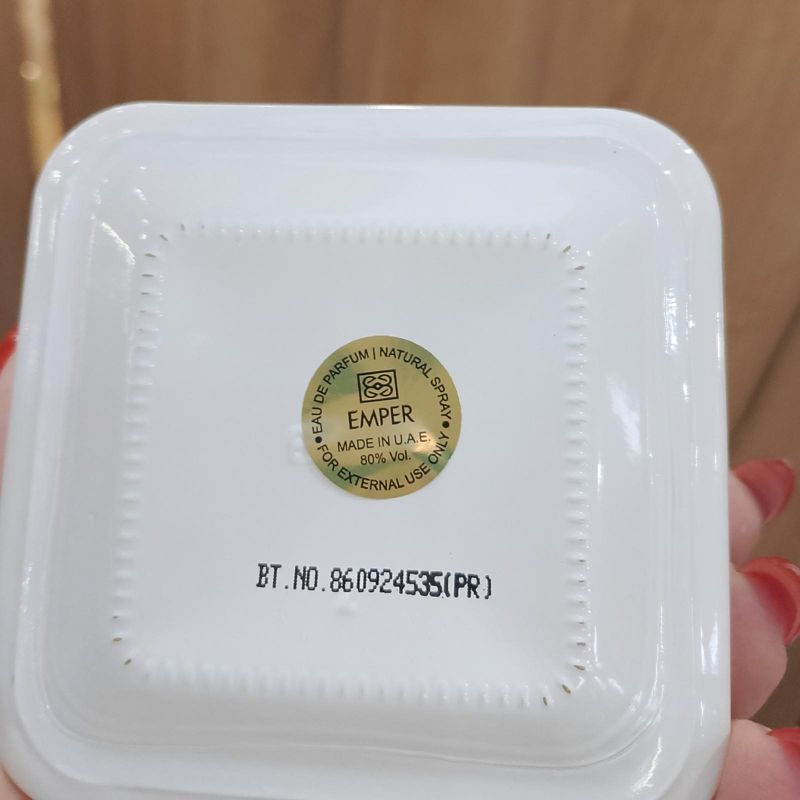 •EAU DE PARFUM | NATURAL SPRAY•
EMPER
MADE IN U.A.E.
80% Vol.
FOR EXTERNAL USE ONLY
BT.NO.860924535(PR)